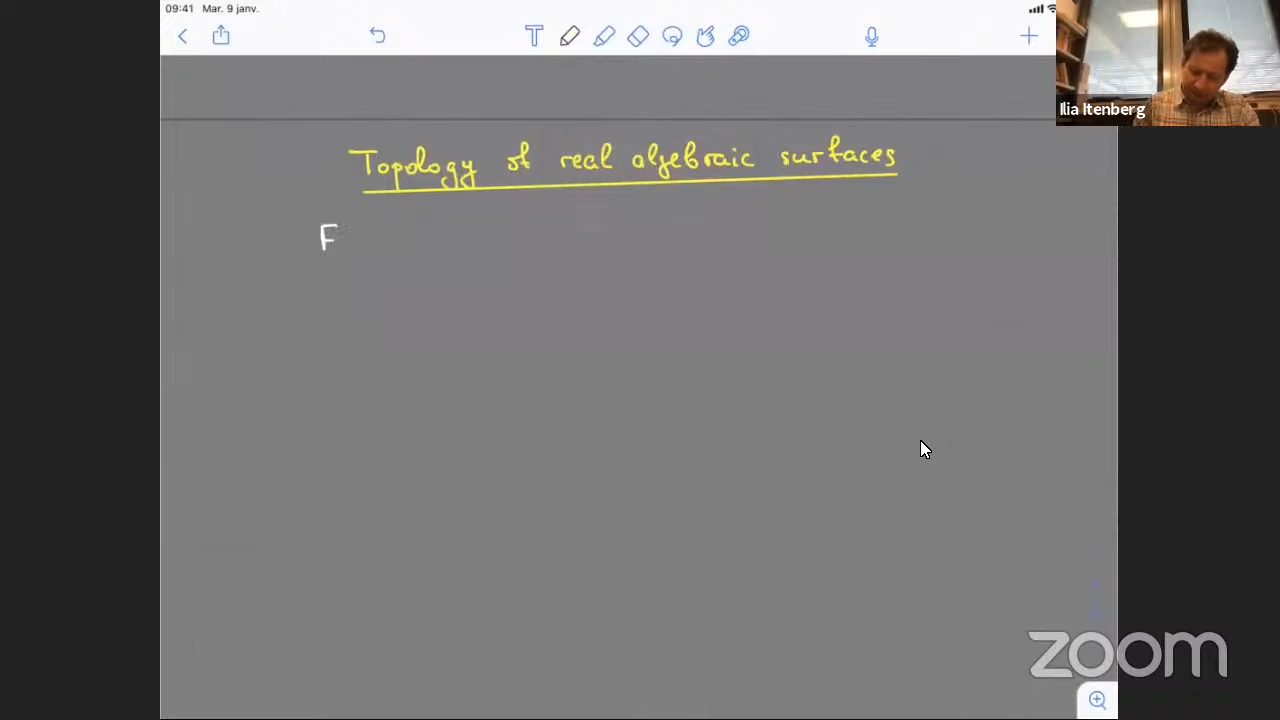 09:41 Mar. 9 janv.
Ilia Itenberg
Topology of real algebraic surfaces
F
zoom